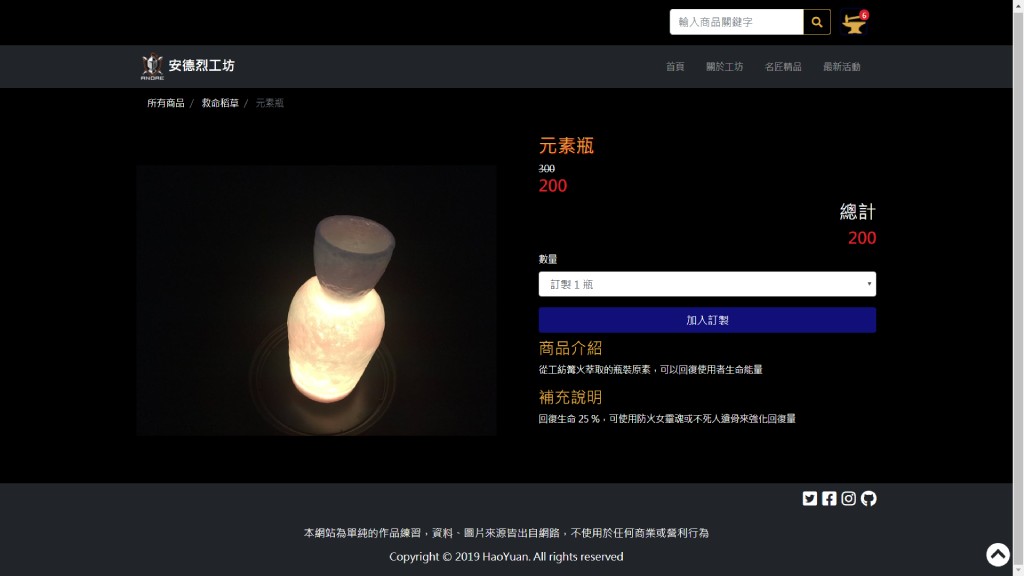 輸入商品關鍵字
6
ANDRE
安德烈工坊
首頁
關於工坊
名匠精品
最新活動
所有商品 / 救命稻草 / 元素瓶
元素瓶
300
200
總計
200
數量
訂製 1 瓶
加入訂製
商品介紹
從工紡篝火萃取的瓶裝原素，可以回復使用者生命能量
補充說明
回復生命 25 %，可使用防火女靈魂或不死人遺骨來強化回復量
本網站為單純的作品練習，資料、圖片來源皆出自網路，不使用於任何商業或營利行為
Copyright © 2019 HaoYuan. All rights reserved